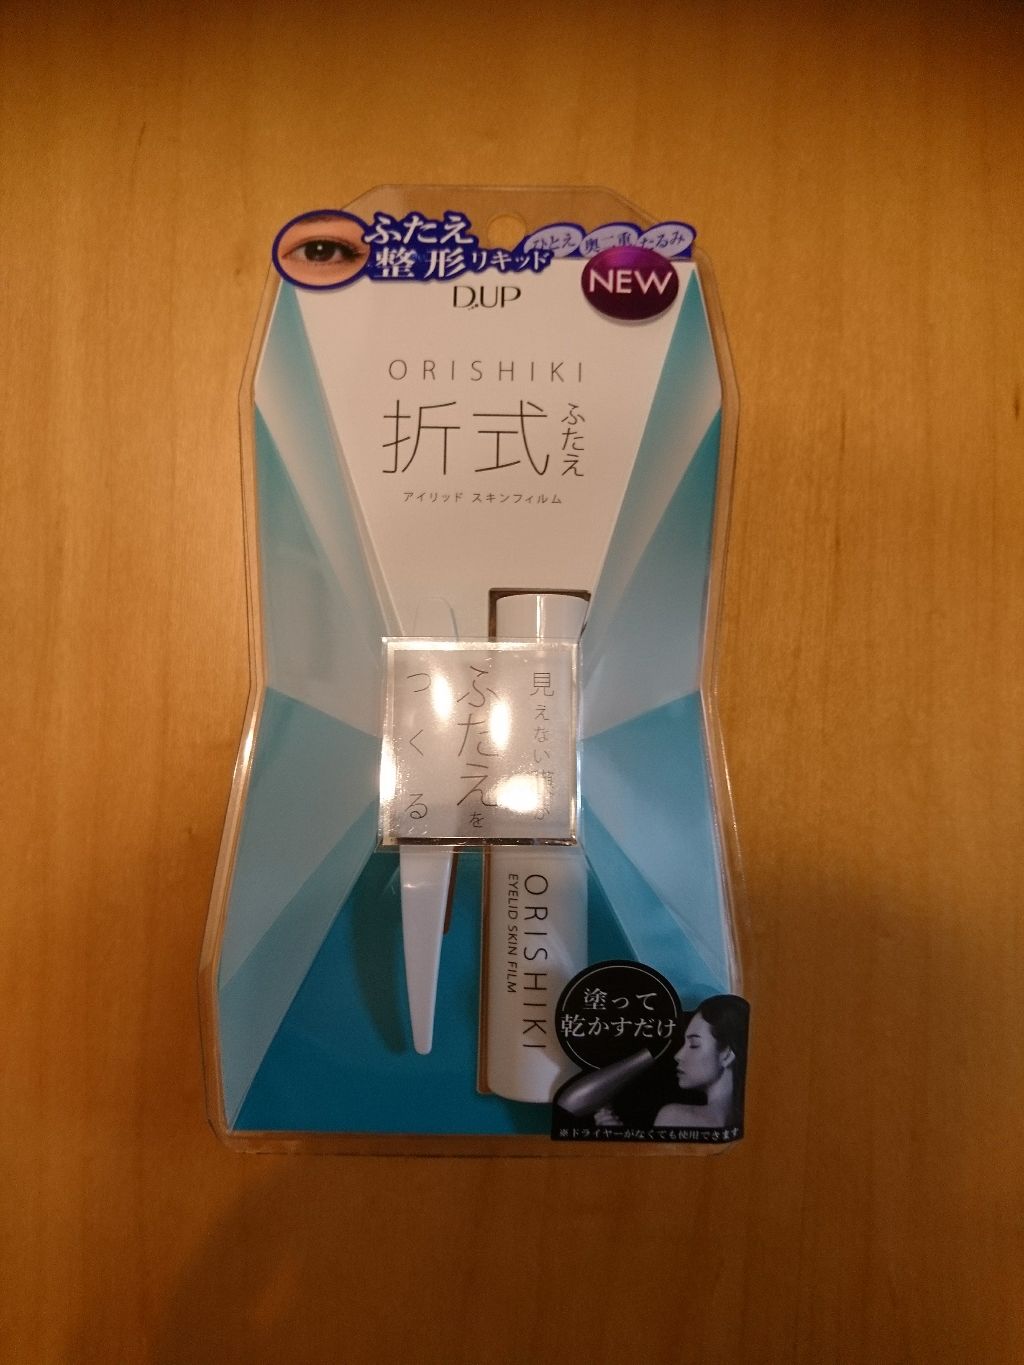 ふたえ
整形リキッド
ひとえ 奥二重 たるみ
NEW
D.UP
ORISHIKI
折式
ふたえ
アイリッド スキンフィルム
見えない膜が
ふたえを
つくる
ORISHIKI
EYELID SKIN FILM
塗って
乾かすだけ
※ドライヤーがなくても使用できます